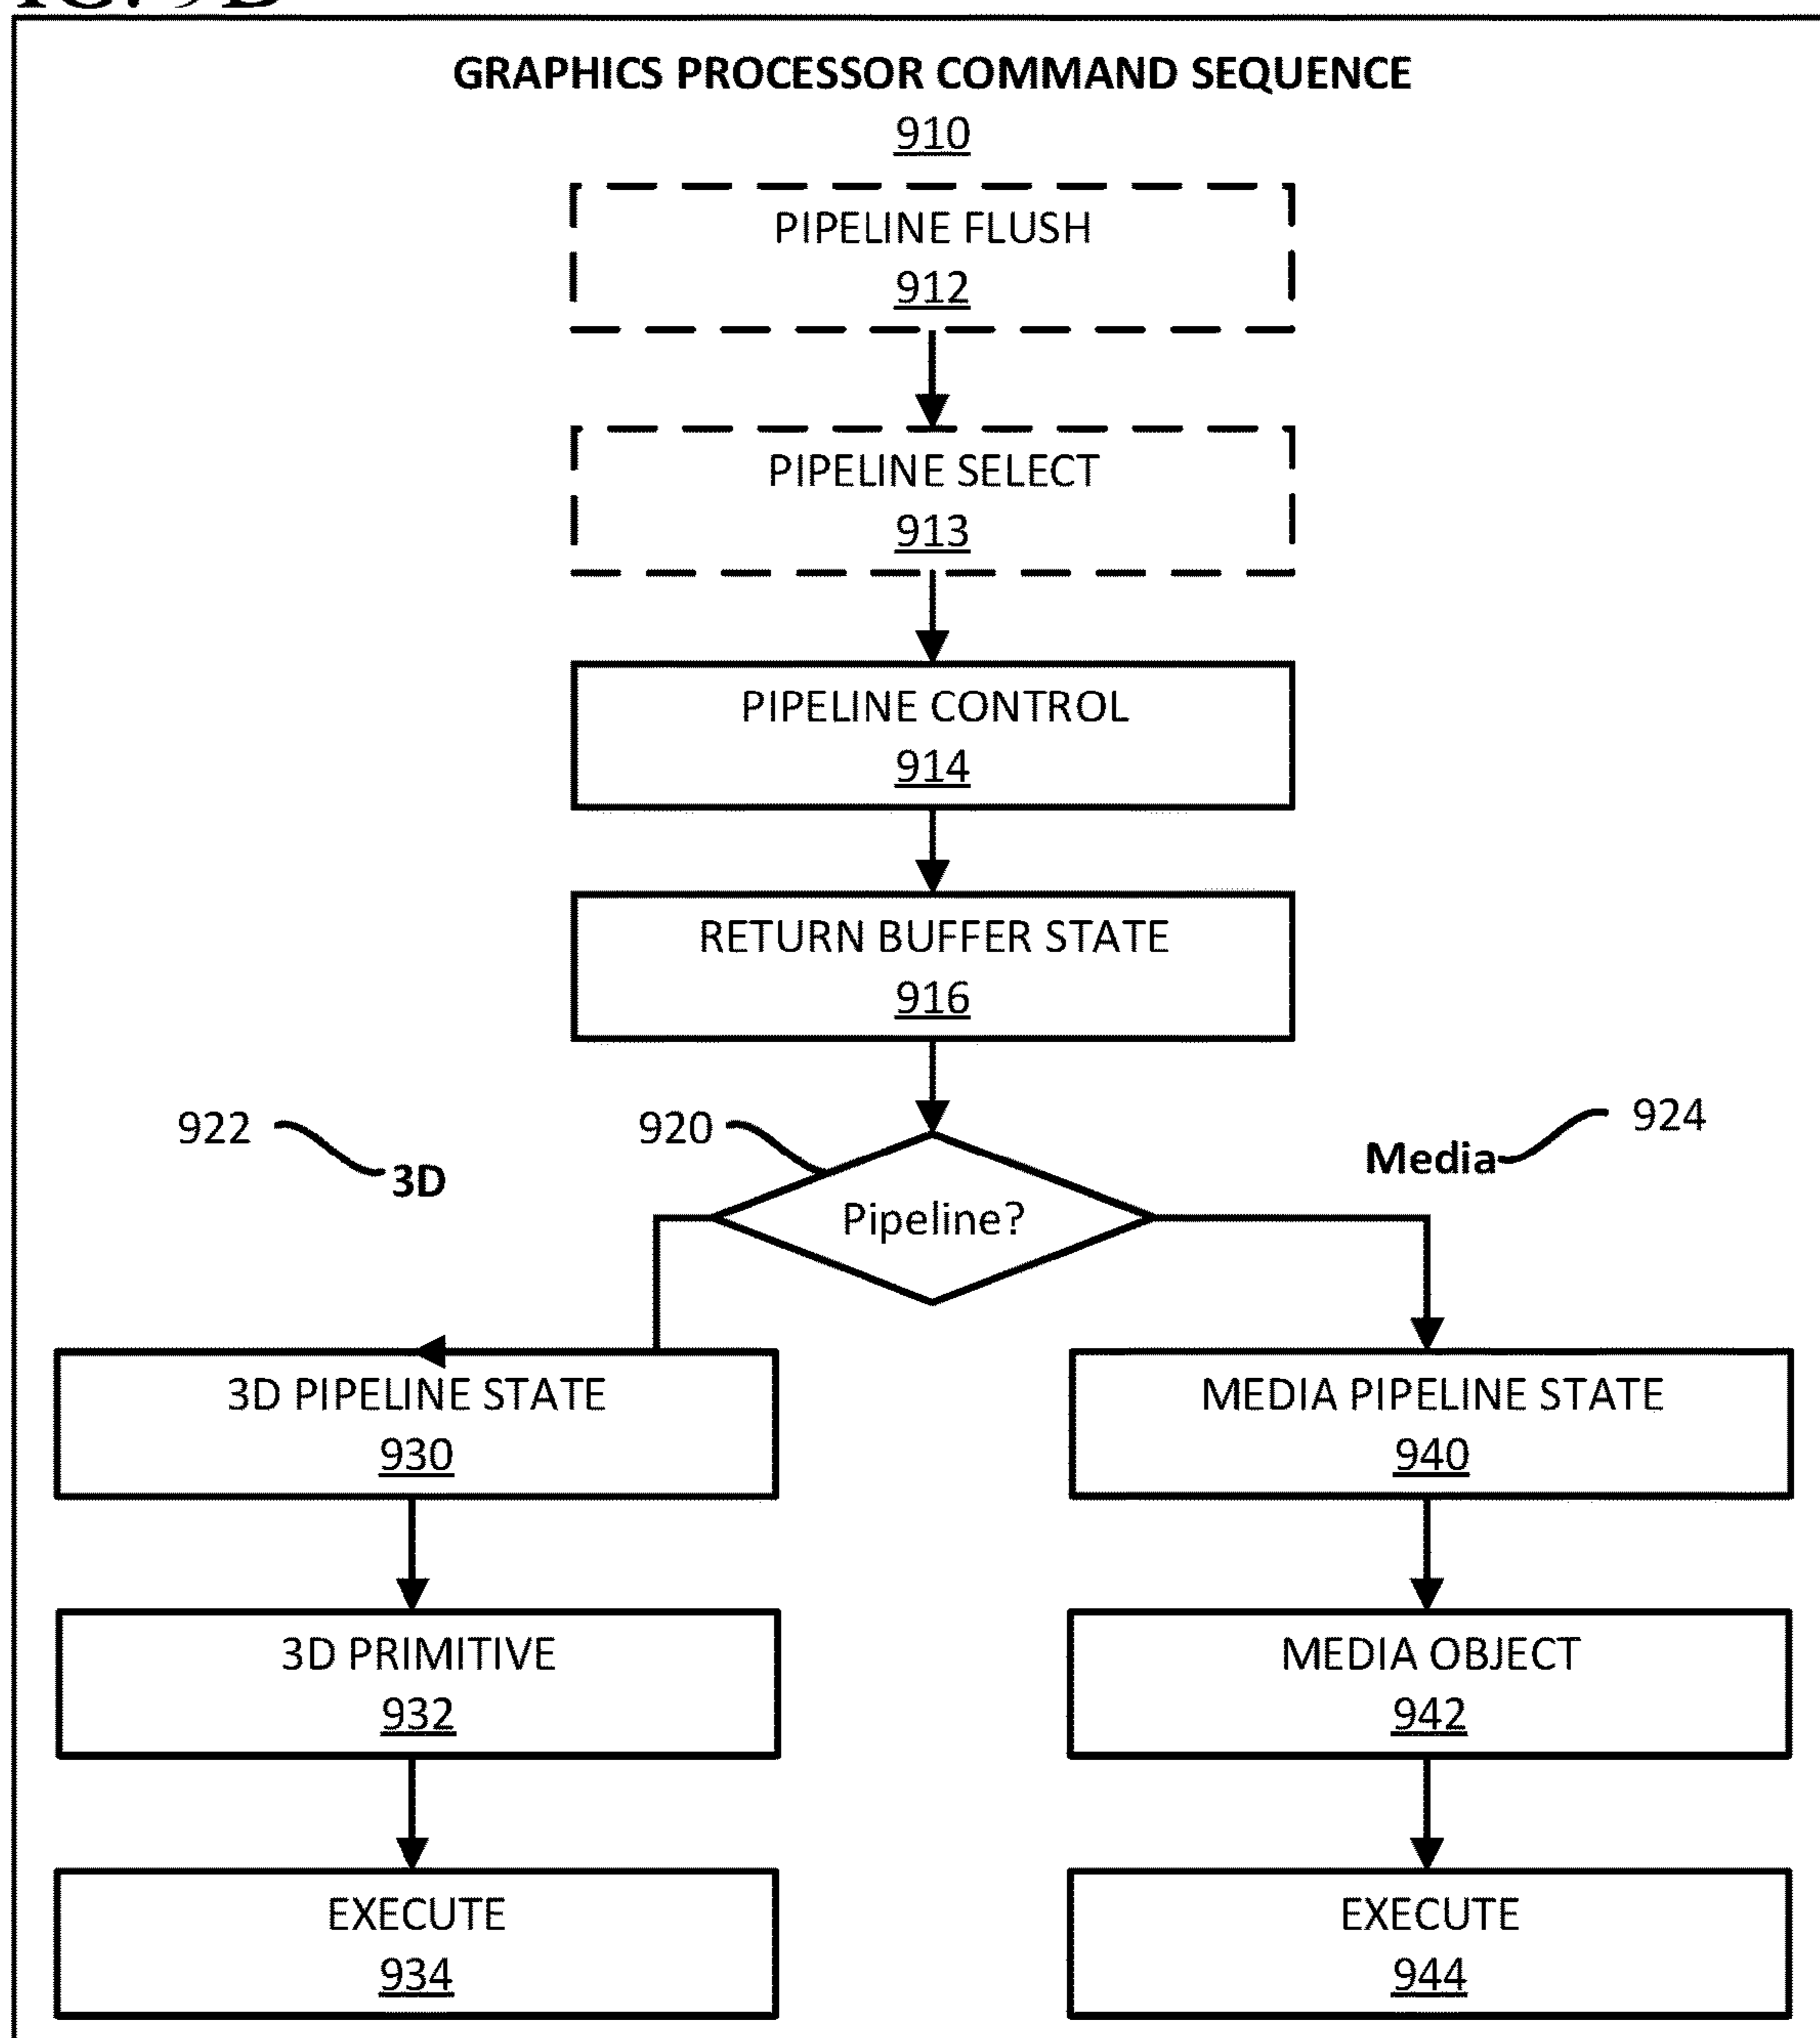 GRAPHICS PROCESSOR COMMAND SEQUENCE
910
PIPELINE FLUSH
912
PIPELINE SELECT
913
PIPELINE CONTROL
914
RETURN BUFFER STATE
916
922
920
924
3D
Media
Pipeline?
3D PIPELINE STATE
930
MEDIA PIPELINE STATE
940
3D PRIMITIVE
932
MEDIA OBJECT
942
EXECUTE
934
EXECUTE
944